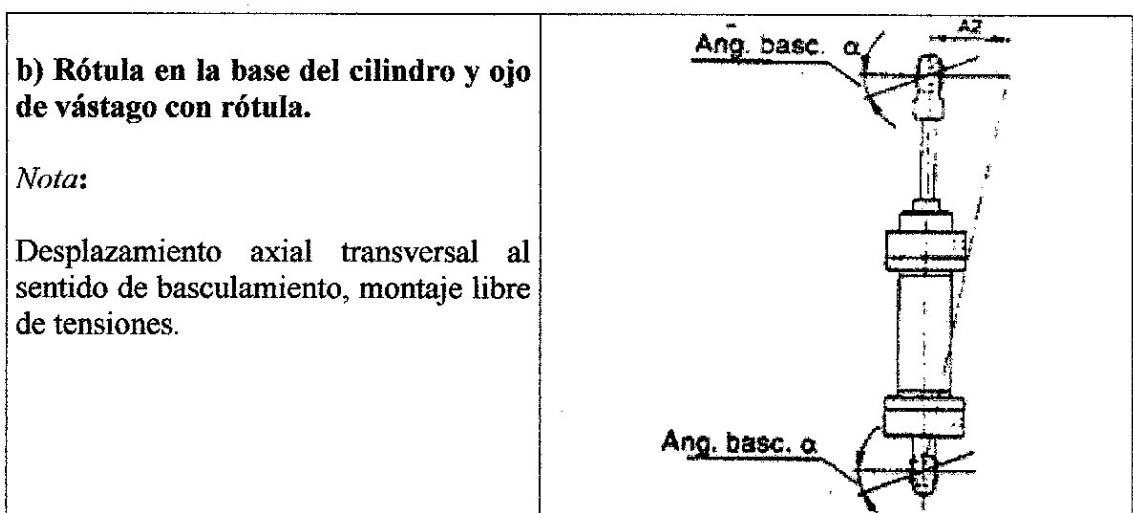 b) Rótula en la base del cilindro y ojo
de vástago con rótula.
Nota:
Desplazamiento axial transversal al
sentido de basculamiento, montaje libre
de tensiones.
Ang. basc. α
A2
Ang. basc. α